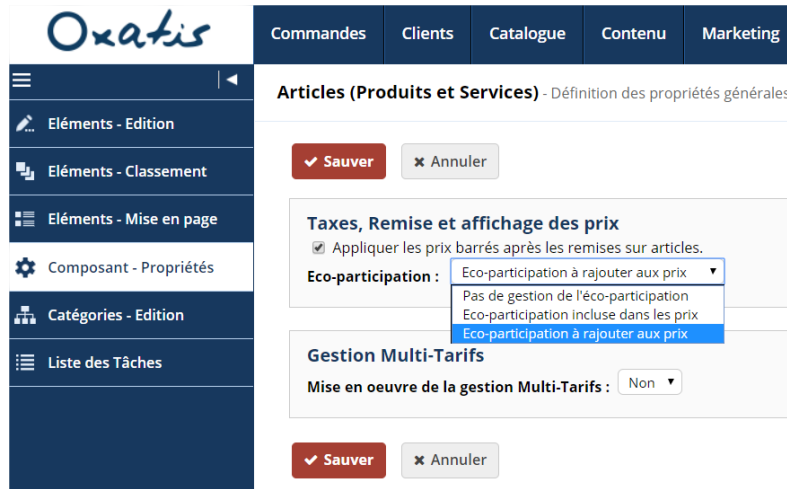 Oxatis
Commandes Clients Catalogue Contenu Marketing
Articles (Produits et Services) - Définition des propriétés générales
Eléments - Edition
Eléments - Classement
Eléments - Mise en page
Composant - Propriétés
Catégories - Edition
Liste des Tâches
Sauver Annuler
Taxes, Remise et affichage des prix
Appliquer les prix barrés après les remises sur articles.
Eco-participation : Eco-participation à rajouter aux prix
Pas de gestion de l'éco-participation
Eco-participation incluse dans les prix
Eco-participation à rajouter aux prix
Gestion Multi-Tarifs
Mise en oeuvre de la gestion Multi-Tarifs : Non
Sauver Annuler